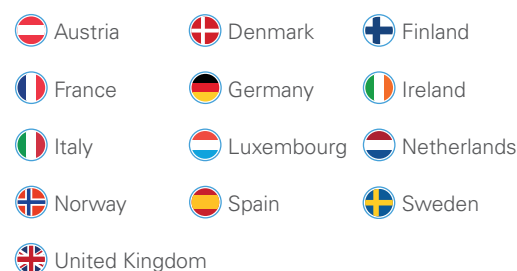 Austria Denmark Finland
France Germany Ireland
Italy Luxembourg Netherlands
Norway Spain Sweden
United Kingdom